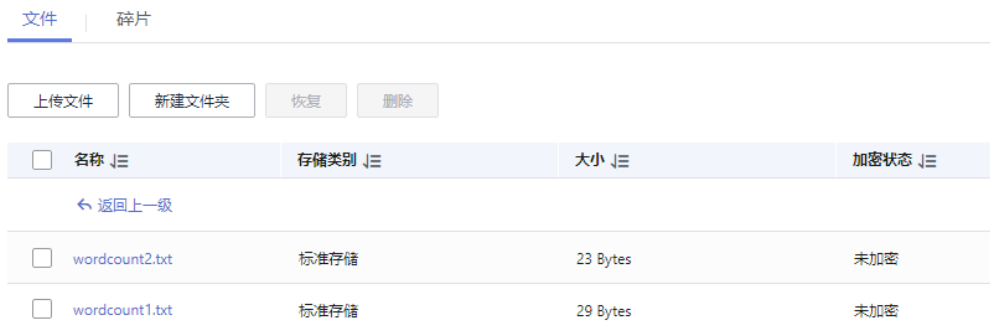 文件 碎片
上传文件 新建文件夹 恢复 删除
名称 存储类别 大小 加密状态
返回上一级
wordcount2.txt 标准存储 23 Bytes 未加密
wordcount1.txt 标准存储 29 Bytes 未加密